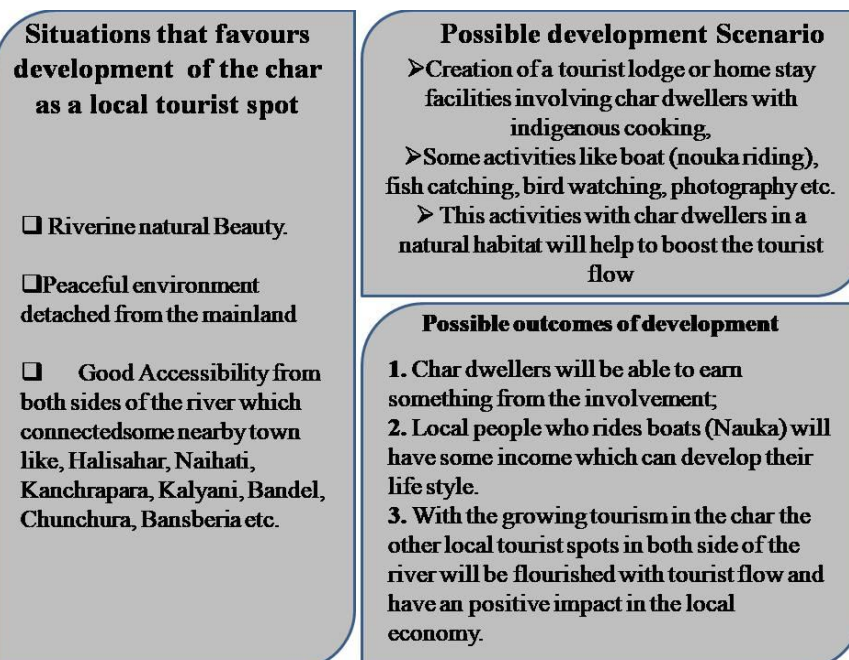 Situations that favours
development of the char
as a local tourist spot
❑ Riverine natural Beauty.
❑Peaceful environment
detached from the mainland
❑ Good Accessibility from
both sides of the river which
connectedsome nearby town
like, Halisahar, Naihati,
Kanchrapara, Kalyani, Bandel,
Chunchura, Bansberia etc.
Possible development Scenario
➢Creation of a tourist lodge or home stay
facilities involving char dwellers with
indigenous cooking,
➢Some activities like boat (nouka riding),
fish catching, bird watching, photography etc.
➢ This activities with char dwellers in a
natural habitat will help to boost the tourist
flow
Possible outcomes of development
1. Char dwellers will be able to earn
something from the involvement;
2. Local people who rides boats (Nauka) will
have some income which can develop their
life style.
3. With the growing tourism in the char the
other local tourist spots in both side of the
river will be flourished with tourist flow and
have an positive impact in the local
economy.